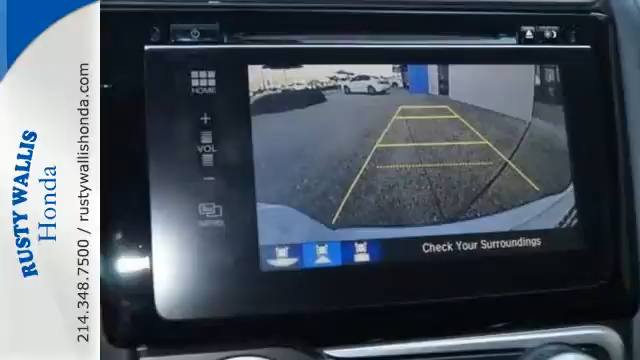 RUSTY WALLIS
Honda
214.348.7500 / rustywallishonda.com
HOME
+
VOL
−
Check Your Surroundings